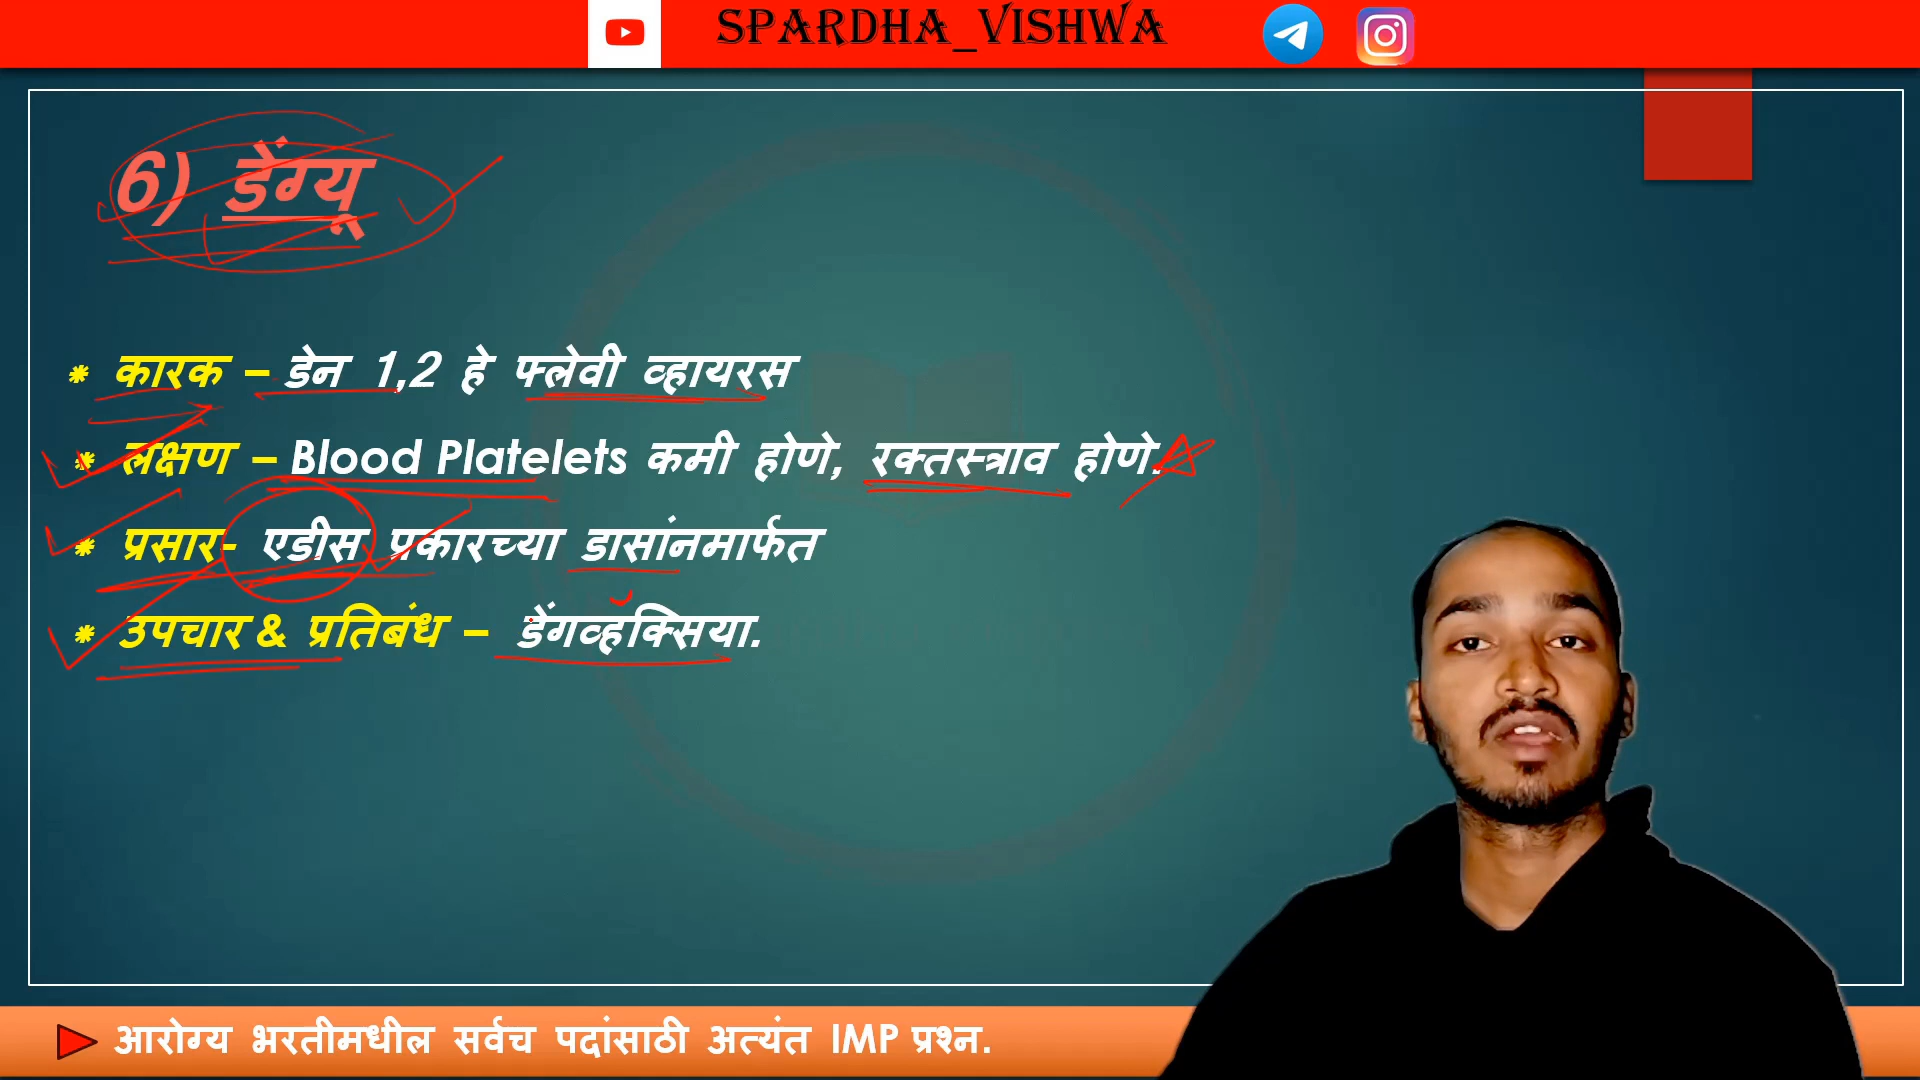 SPARDHA_VISHWA
6) डेंग्यू
* कारक – डेन 1,2 हे फ्लेवी व्हायरस
* लक्षण – Blood Platelets कमी होणे, रक्तस्त्राव होणे.
* प्रसार- एडीस प्रकारच्या डासांनमार्फत
* उपचार & प्रतिबंध – डेंगव्हॅक्सिया.
आरोग्य भरतीमधील सर्वच पदांसाठी अत्यंत IMP प्रश्न.